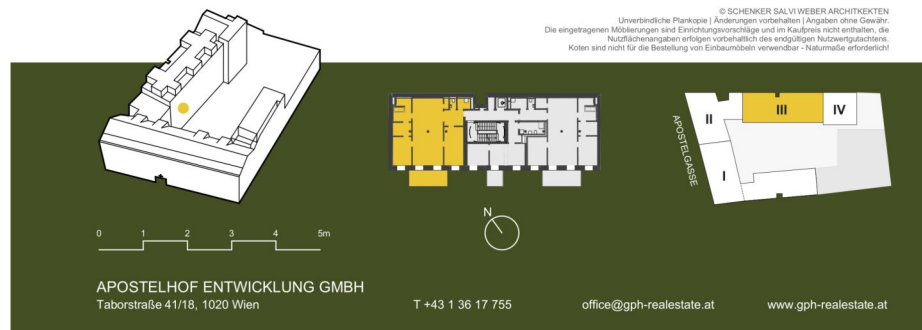 © SCHENKER SALVI WEBER ARCHITKEKTEN
Unverbindliche Plankopie | Änderungen vorbehalten | Angaben ohne Gewähr.
Die eingetragenen Möblierungen sind Einrichtungsvorschläge und im Kaufpreis nicht enthalten, die
Nutzflächenangaben erfolgen vorbehaltlich des endgültigen Nutzwertgutachtens.
Koten sind nicht für die Bestellung von Einbaumöbeln verwendbar - Naturmaße erforderlich!
II
III
IV
APOSTELGASSE
I
N
0 1 2 3 4 5m
APOSTELHOF ENTWICKLUNG GMBH
Taborstraße 41/18, 1020 Wien
T +43 1 36 17 755
office@gph-realestate.at
www.gph-realestate.at